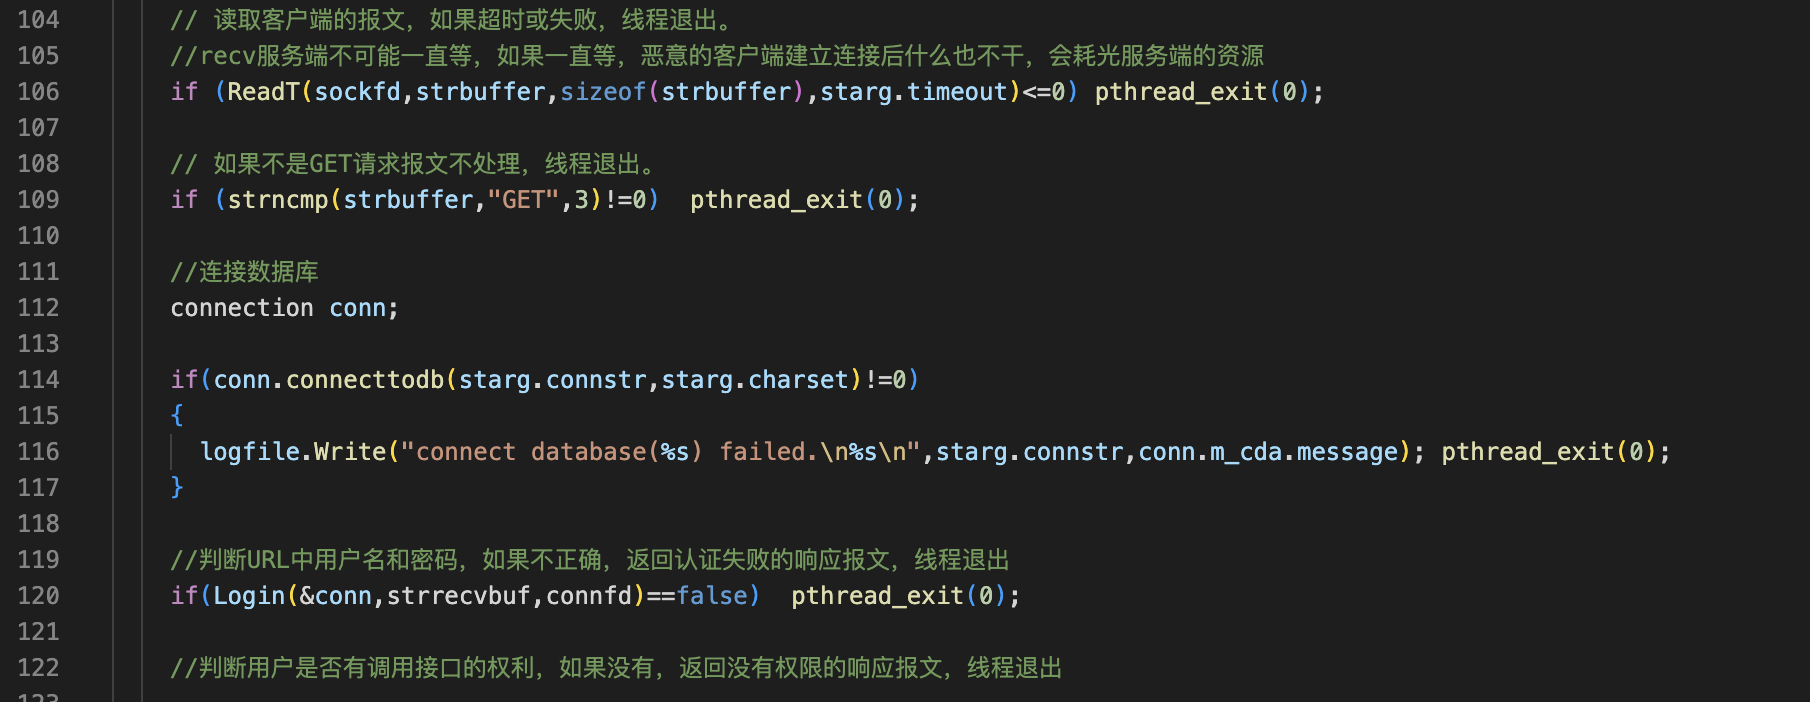 104 // 读取客户端的报文，如果超时或失败，线程退出。
105 //recv服务端不可能一直等，如果一直等，恶意的客户端建立连接后什么也不干，会耗光服务端的资源
106 if (ReadT(sockfd,strbuffer,sizeof(strbuffer),starg.timeout)<=0) pthread_exit(0);
107
108 // 如果不是GET请求报文不处理，线程退出。
109 if (strncmp(strbuffer,"GET",3)!=0)  pthread_exit(0);
110
111 //连接数据库
112 connection conn;
113
114 if(conn.connecttodb(starg.connstr,starg.charset)!=0)
115 {
116   logfile.Write("connect database(%s) failed.\n%s\n",starg.connstr,conn.m_cda.message); pthread_exit(0);
117 }
118
119 //判断URL中用户名和密码，如果不正确，返回认证失败的响应报文，线程退出
120 if(Login(&conn,strrecvbuf,connfd)==false)  pthread_exit(0);
121
122 //判断用户是否有调用接口的权利，如果没有，返回没有权限的响应报文，线程退出
123